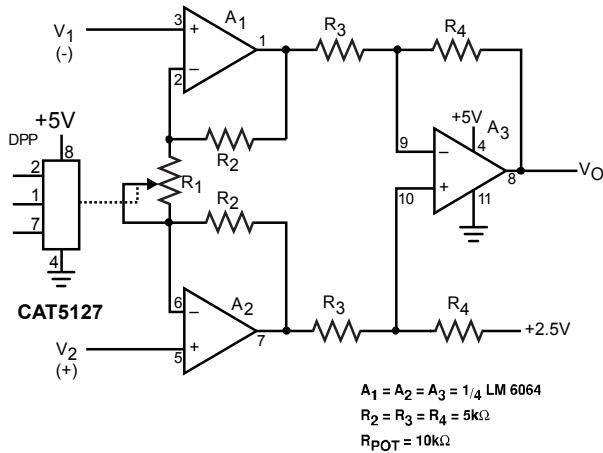 V1
(-)
3
+
A1
1
–
2
R3
R4
R2
+5V
DPP
8
2
1
7
4
CAT5127
R1
R2
+5V
A3
4
9
–
+
10
8
11
VO
6
–
A2
7
+
5
V2
(+)
R3
R4
+2.5V
A1 = A2 = A3 = 1/4 LM 6064
R2 = R3 = R4 = 5kΩ
RPOT = 10kΩ